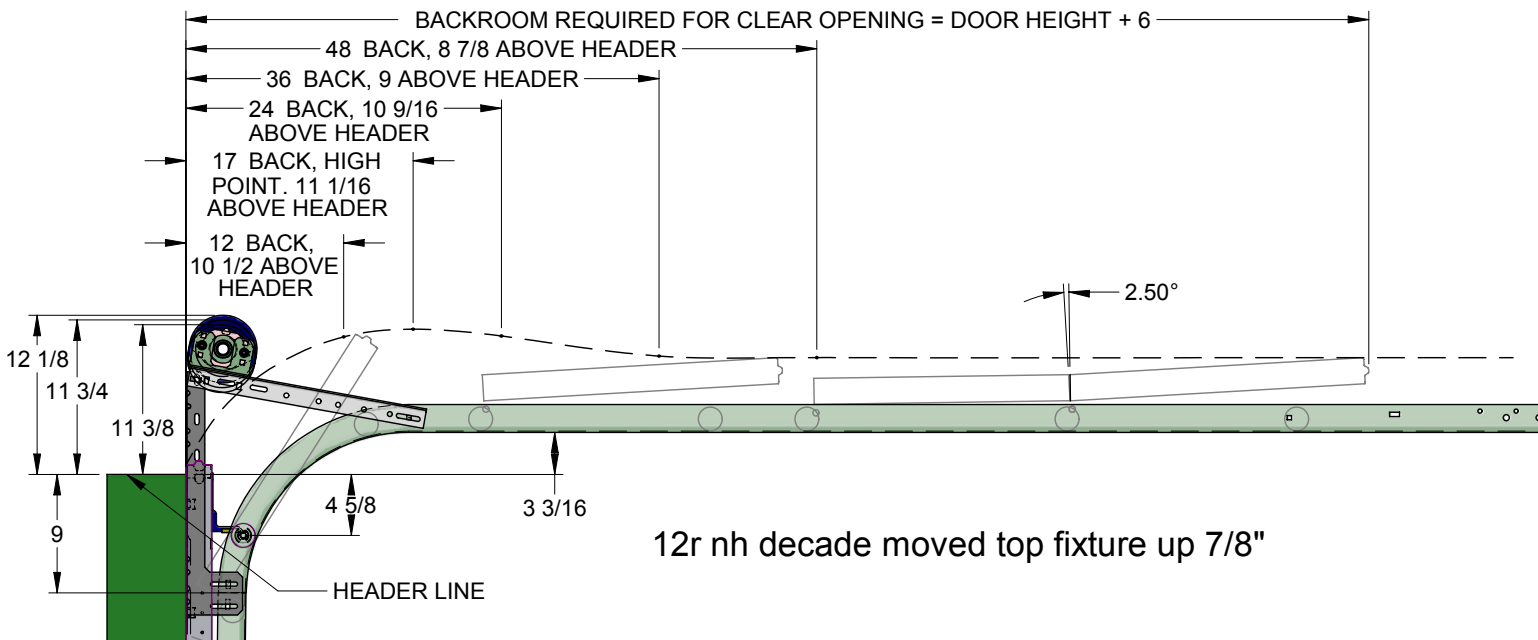 BACKROOM REQUIRED FOR CLEAR OPENING = DOOR HEIGHT + 6
48 BACK, 8 7/8 ABOVE HEADER
36 BACK, 9 ABOVE HEADER
24 BACK, 10 9/16
ABOVE HEADER
17 BACK, HIGH
POINT. 11 1/16
ABOVE HEADER
12 BACK,
10 1/2 ABOVE
HEADER
2.50°
12 1/8
11 3/4
11 3/8
4 5/8
3 3/16
9
12r nh decade moved top fixture up 7/8"
HEADER LINE